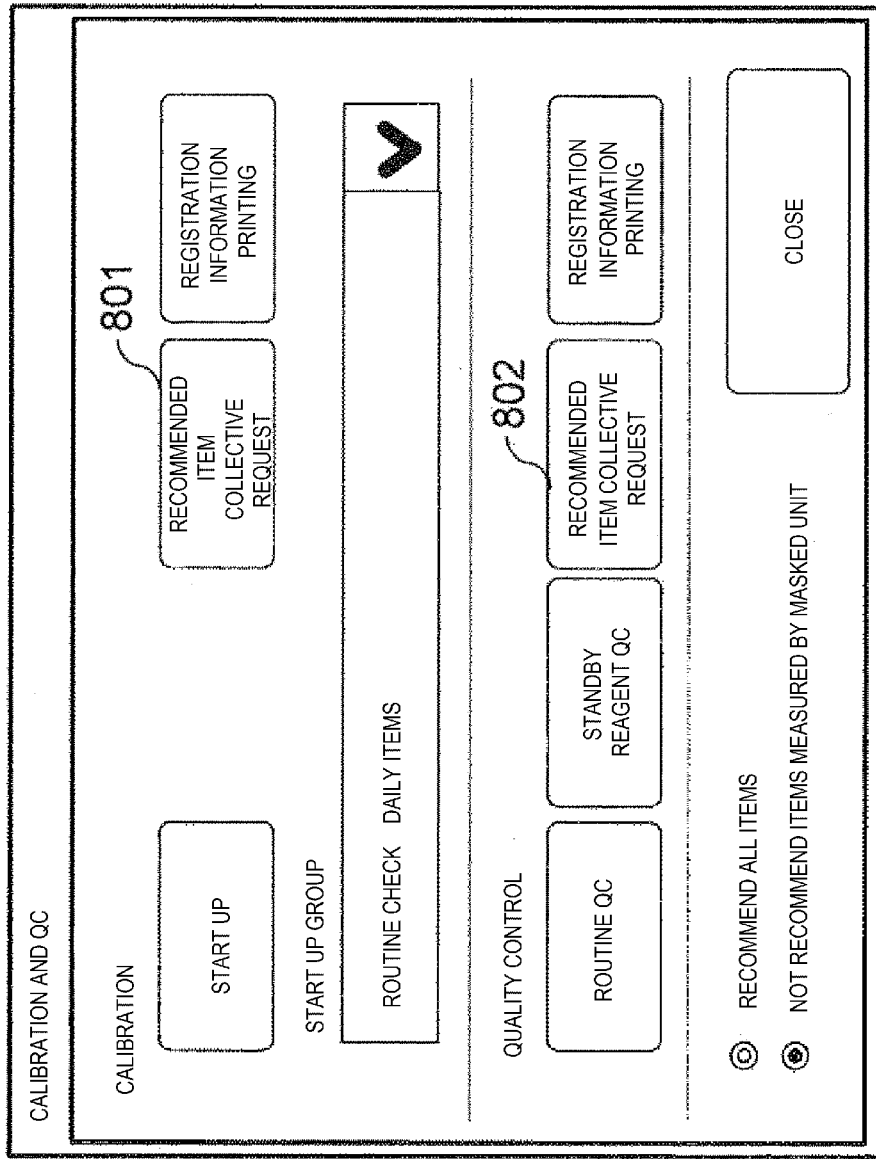 CALIBRATION AND QC
CALIBRATION
801
START UP
RECOMMENDED
ITEM
COLLECTIVE
REQUEST
REGISTRATION
INFORMATION
PRINTING
START UP GROUP
ROUTINE CHECK DAILY ITEMS
QUALITY CONTROL
802
ROUTINE QC
STANDBY
REAGENT QC
RECOMMENDED
ITEM COLLECTIVE
REQUEST
REGISTRATION
INFORMATION
PRINTING
RECOMMEND ALL ITEMS
NOT RECOMMEND ITEMS MEASURED BY MASKED UNIT
CLOSE